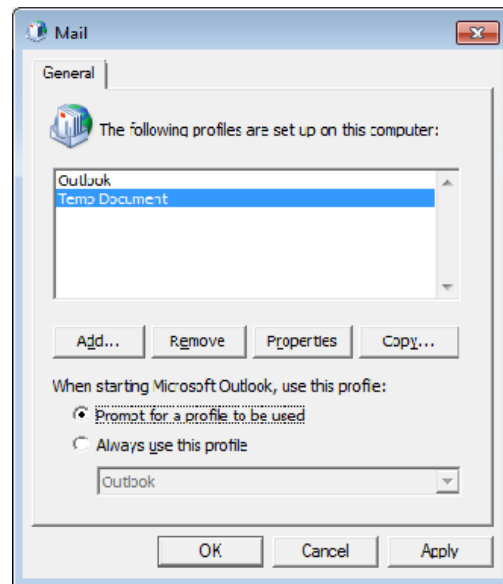 Mail
General
The following profiles are set up on this computer:
Outlook
Temp Document
Add... Remove Properties Copy...
When starting Microsoft Outlook, use this profile:
Prompt for a profile to be used
Always use this profile
Outlook
OK Cancel Apply